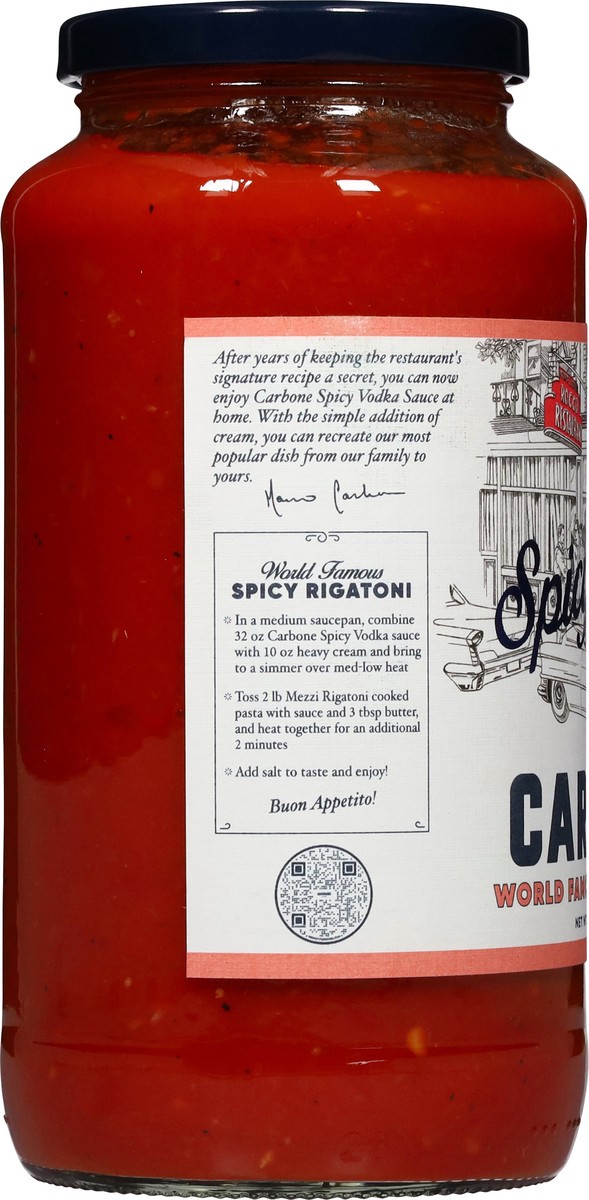 After years of keeping the restaurant's
signature recipe a secret, you can now
enjoy Carbone Spicy Vodka Sauce at
home. With the simple addition of
cream, you can recreate our most
popular dish from our family to
yours.
World Famous
SPICY RIGATONI
In a medium saucepan, combine
32 oz Carbone Spicy Vodka sauce
with 10 oz heavy cream and bring
to a simmer over med-low heat
Toss 2 lb Mezzi Rigatoni cooked
pasta with sauce and 3 tbsp butter,
and heat together for an additional
2 minutes
Add salt to taste and enjoy!
Buon Appetito!
Spic
CAR
WORLD FAM
NET W